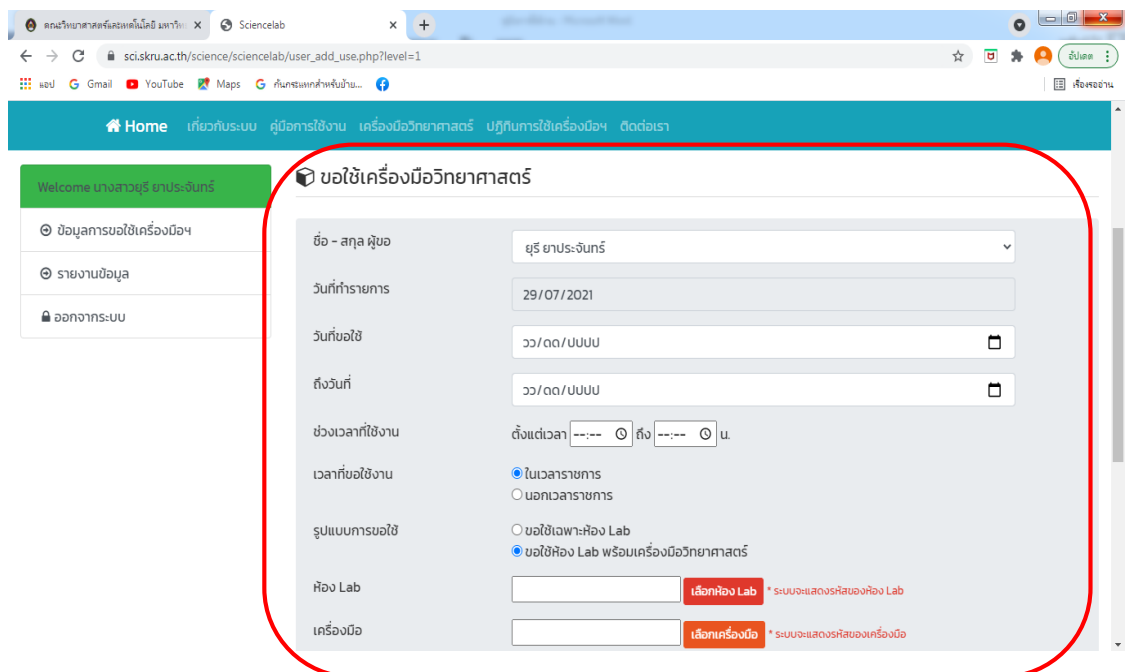 คณะวิทยาศาสตร์และเทคโนโลยี มหาวิท
Sciencelab
sci.skru.ac.th/science/sciencelab/user_add_use.php?level=1
อัปเดต
แอป Gmail YouTube Maps ค้นหระแทกสำหรับบ้าน... เรื่องรออ่าน
Home เกี่ยวกับระบบ คู่มือการใช้งาน เครื่องมือวิทยาศาสตร์ ปฏิทินการใช้เครื่องมือฯ ติดต่อเรา
Welcome นางสาวยุรี ยาประจันทร์
ข้อมูลการขอใช้เครื่องมือฯ
รายงานข้อมูล
ออกจากระบบ
ขอใช้เครื่องมือวิทยาศาสตร์
ชื่อ - สกุล ผู้ขอ ยุรี ยาประจันทร์
วันที่ทำรายการ 29/07/2021
วันที่ขอใช้ วว/ดด/ปปปป
ถึงวันที่ วว/ดด/ปปปป
ช่วงเวลาที่ใช้งาน ตั้งแต่เวลา --:-- ถึง --:-- น.
เวลาที่ขอใช้งาน ในเวลาราชการ
นอกเวลาราชการ
รูปแบบการขอใช้ ขอใช้เฉพาะห้อง Lab
ขอใช้ห้อง Lab พร้อมเครื่องมือวิทยาศาสตร์
ห้อง Lab เลือกห้อง Lab * ระบบจะแสดงรหัสของห้อง Lab
เครื่องมือ เลือกเครื่องมือ * ระบบจะแสดงรหัสของเครื่องมือ